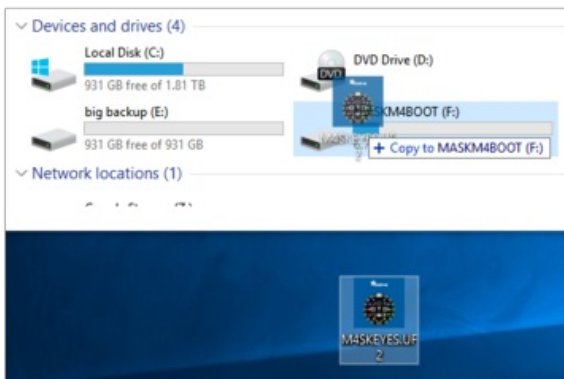 Devices and drives (4)
Local Disk (C:)
931 GB free of 1.81 TB
DVD Drive (D:)
DVD
big backup (E:)
931 GB free of 931 GB
MASKM4BOOT (F:)
+ Copy to MASKM4BOOT (F:)
Network locations (1)
M4SKEYES.UF
2